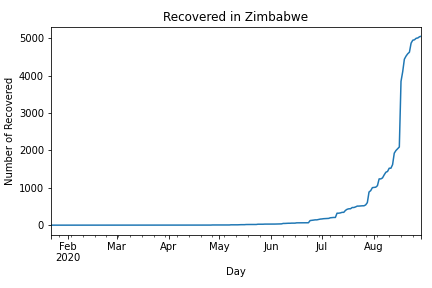 Recovered in Zimbabwe
Number of Recovered
5000
4000
3000
2000
1000
0
Feb Mar Apr May Jun Jul Aug
2020
Day